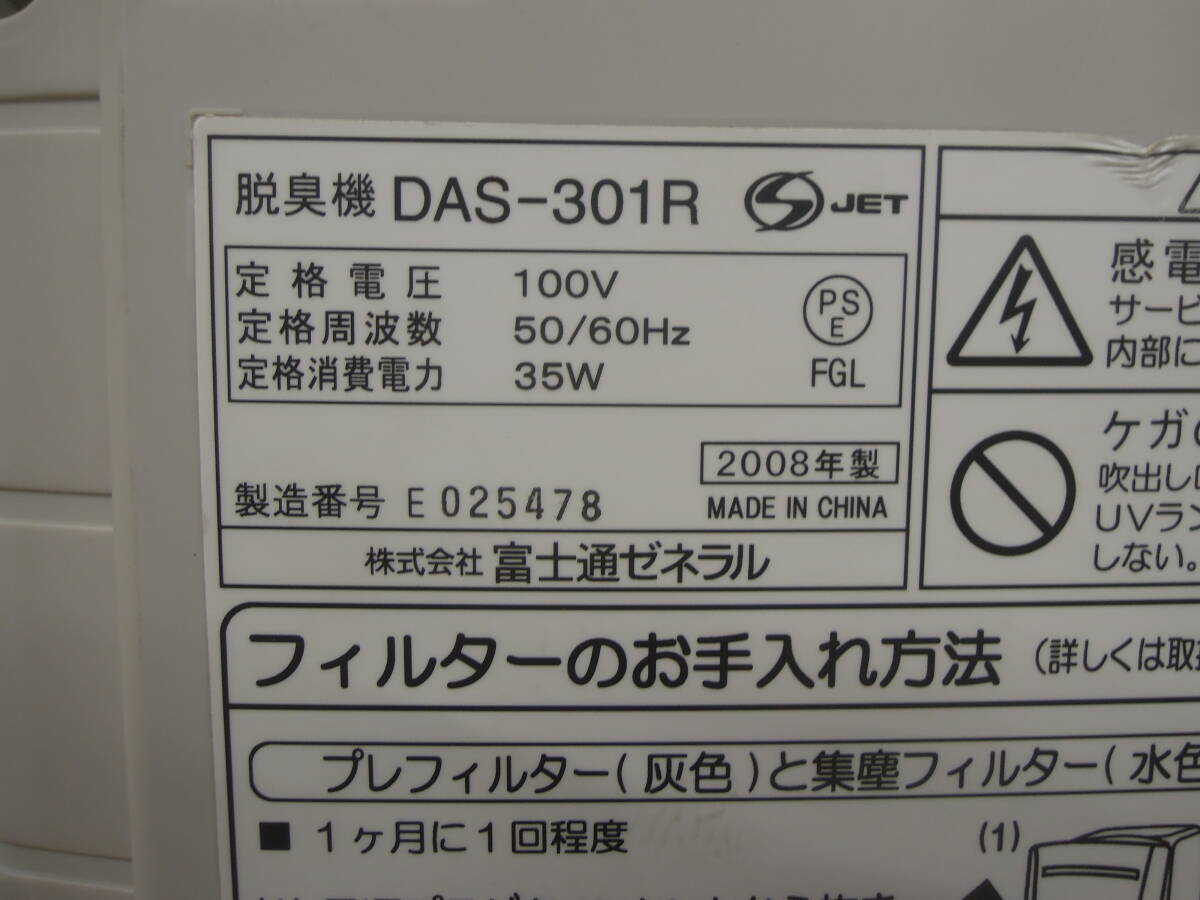 脱臭機 DAS-301R S JET
定格電圧 100V
定格周波数 50/60Hz
定格消費電力 35W
PS
E
FGL
2008年製
製造番号 E025478
MADE IN CHINA
株式会社 富士通ゼネラル
感電
サービ
内部に
ケガの
吹出し
UVラン
しない。
フィルターのお手入れ方法 (詳しくは取扱
プレフィルター(灰色)と集塵フィルター(水色
■ 1ヶ月に1回程度
(1)